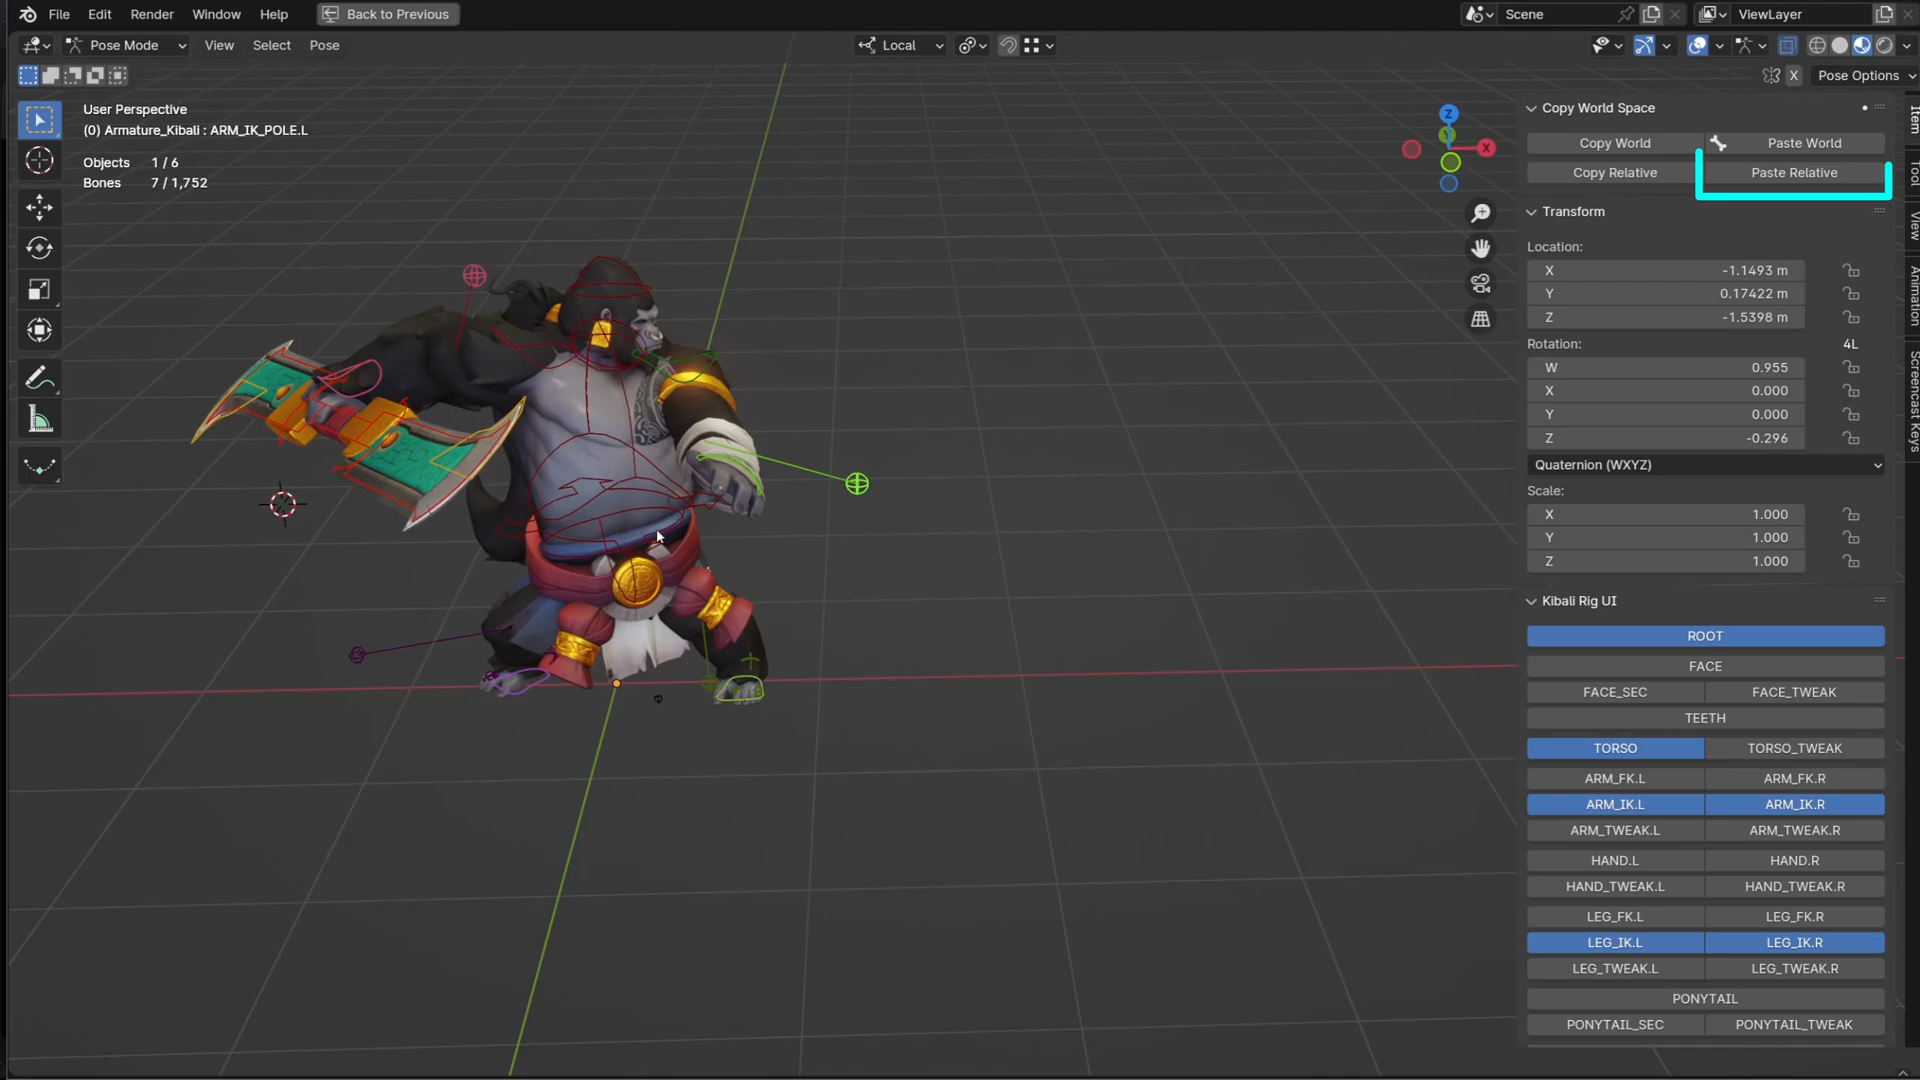 File Edit Render Window Help Back to Previous Scene ViewLayer
Pose Mode View Select Pose Local
X Pose Options
User Perspective
(0) Armature_Kibali : ARM_IK_POLE.L
Objects 1 / 6
Bones 7 / 1,752
Z
Y
X
Copy World Space
Copy World Paste World
Copy Relative Paste Relative
Transform
Location:
X -1.1493 m
Y 0.17422 m
Z -1.5398 m
Rotation: 4L
W 0.955
X 0.000
Y 0.000
Z -0.296
Quaternion (WXYZ)
Scale:
X 1.000
Y 1.000
Z 1.000
Kibali Rig UI
ROOT
FACE
FACE_SEC FACE_TWEAK
TEETH
TORSO TORSO_TWEAK
ARM_FK.L ARM_FK.R
ARM_IK.L ARM_IK.R
ARM_TWEAK.L ARM_TWEAK.R
HAND.L HAND.R
HAND_TWEAK.L HAND_TWEAK.R
LEG_FK.L LEG_FK.R
LEG_IK.L LEG_IK.R
LEG_TWEAK.L LEG_TWEAK.R
PONYTAIL
PONYTAIL_SEC PONYTAIL_TWEAK
Item
Tool
View
Animation
Screencast Keys